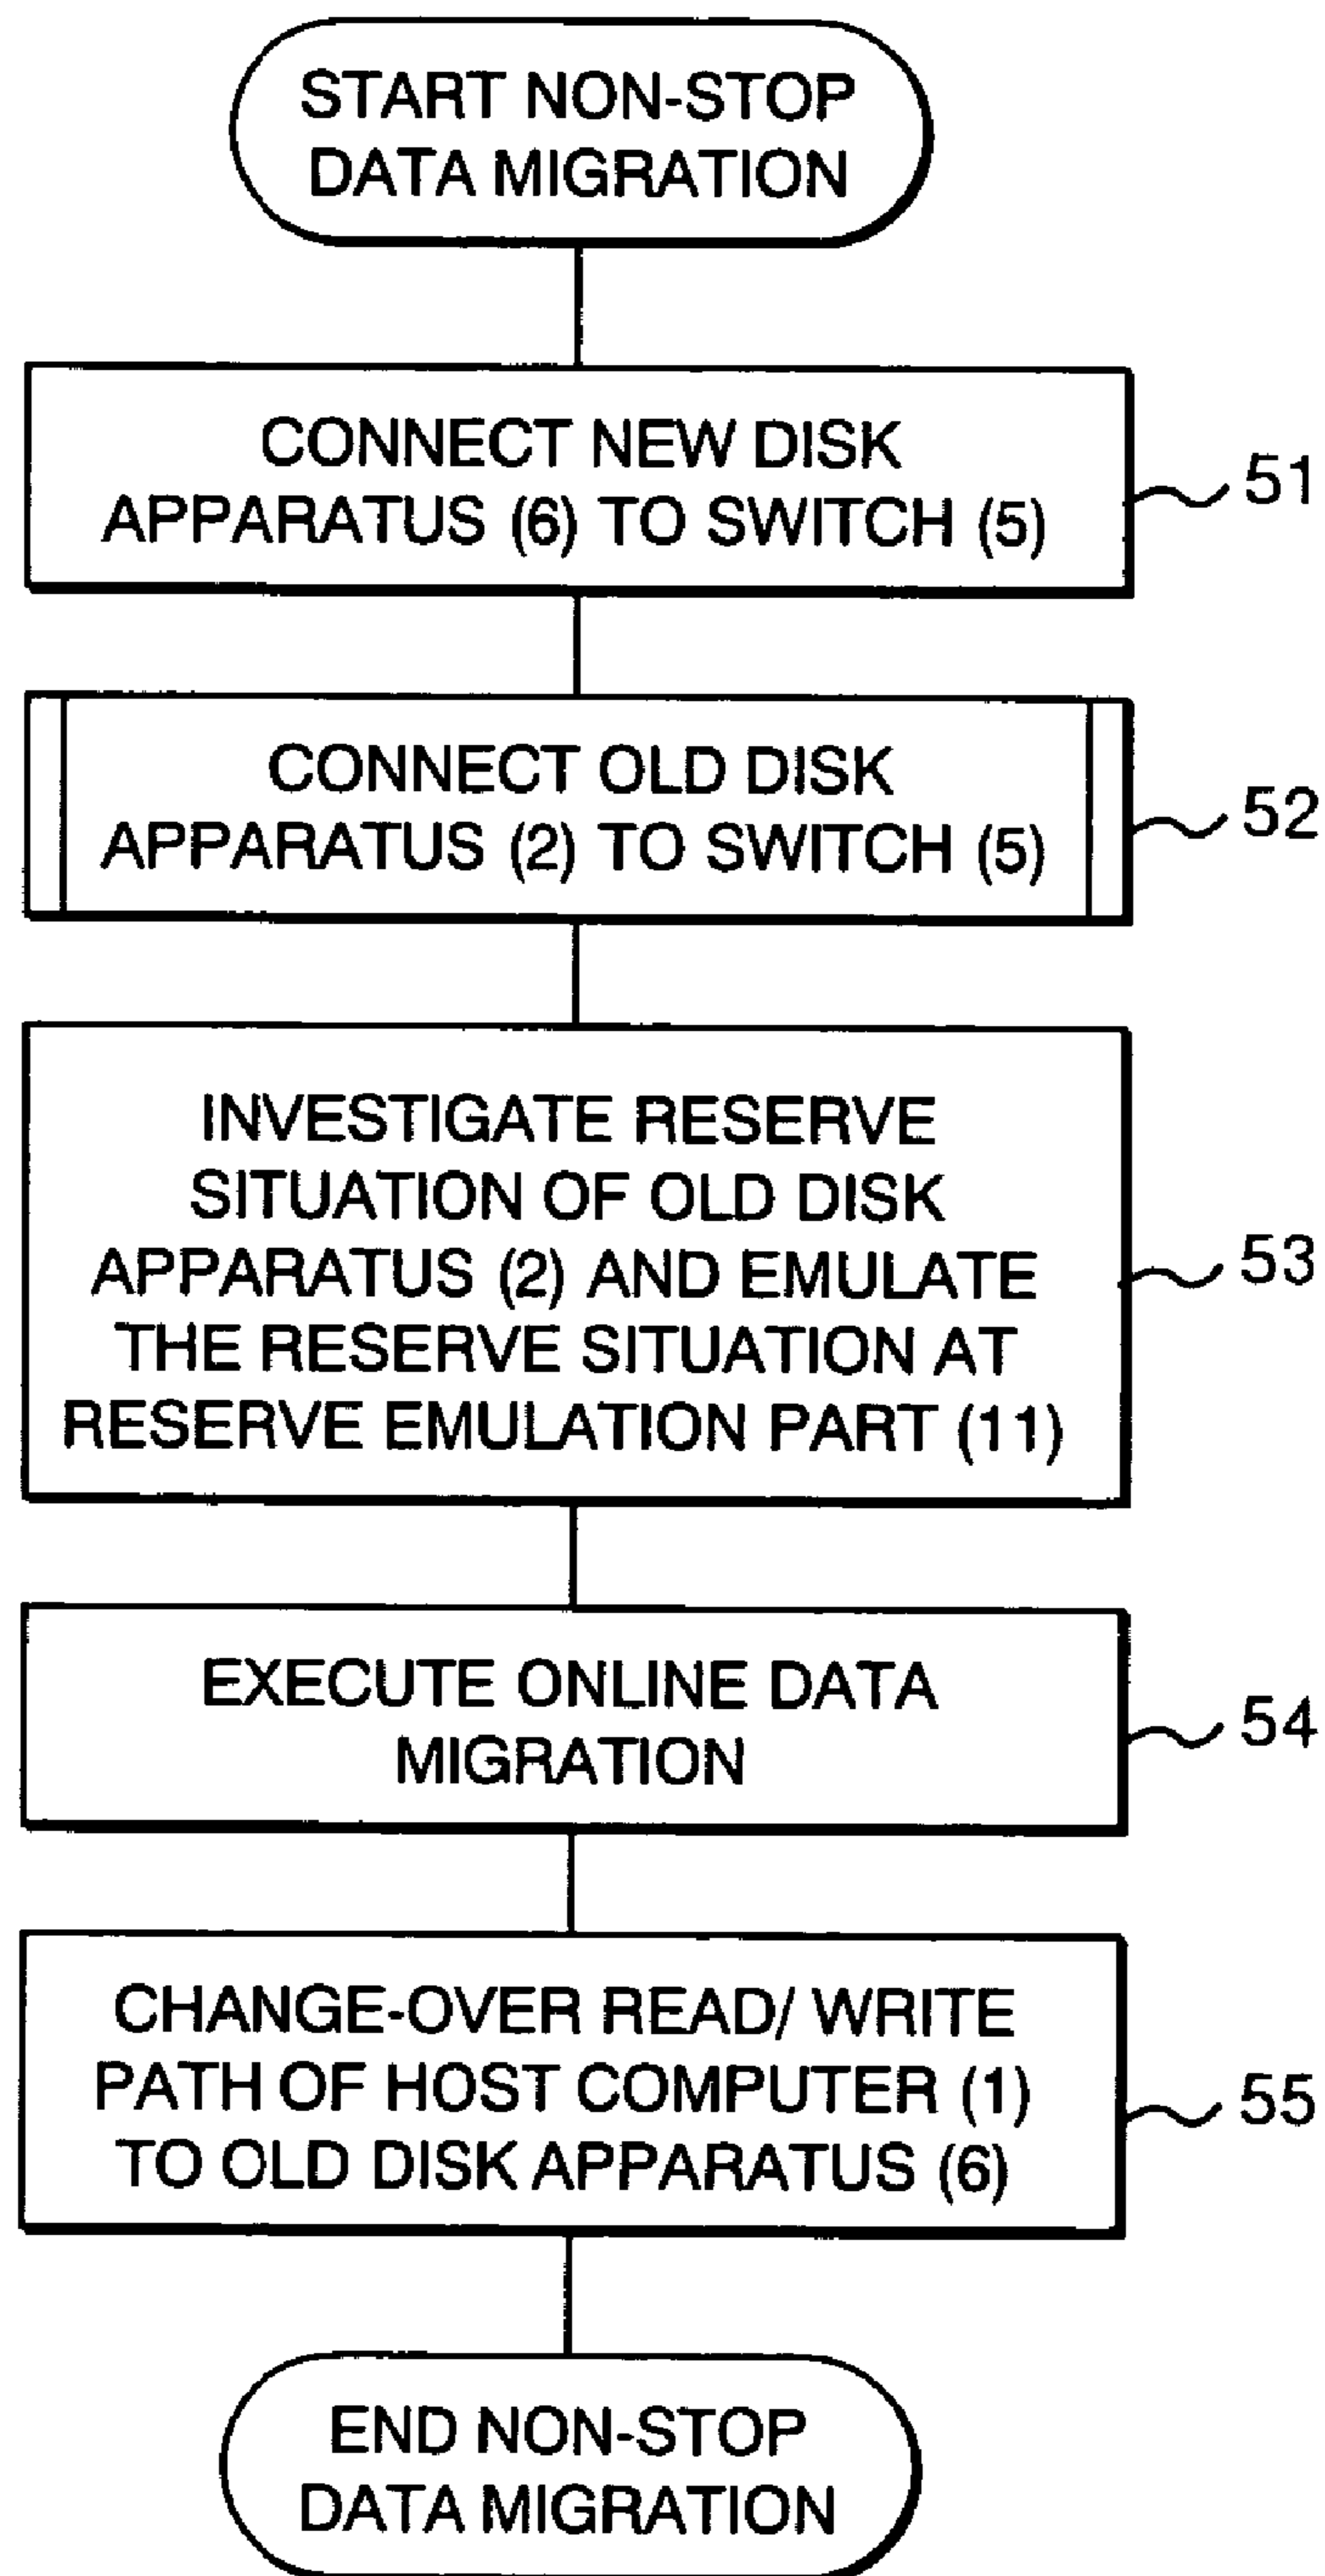 START NON-STOP
DATA MIGRATION
CONNECT NEW DISK
APPARATUS (6) TO SWITCH (5)
51
CONNECT OLD DISK
APPARATUS (2) TO SWITCH (5)
52
INVESTIGATE RESERVE
SITUATION OF OLD DISK
APPARATUS (2) AND EMULATE
THE RESERVE SITUATION AT
RESERVE EMULATION PART (11)
53
EXECUTE ONLINE DATA
MIGRATION
54
CHANGE-OVER READ/ WRITE
PATH OF HOST COMPUTER (1)
TO OLD DISK APPARATUS (6)
55
END NON-STOP
DATA MIGRATION